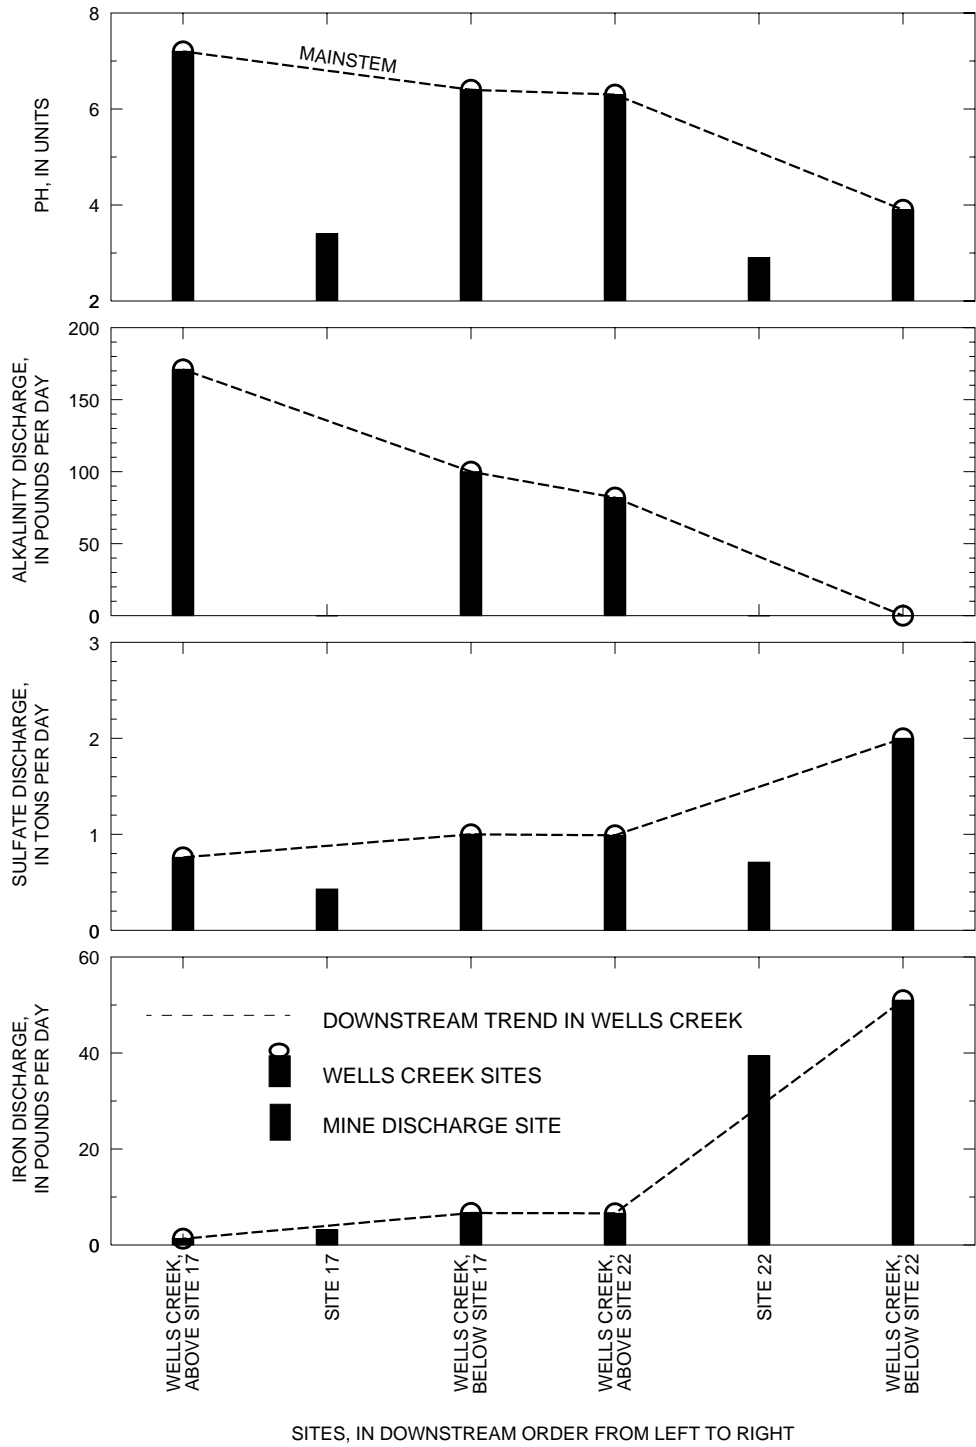 8
6
4
2
PH, IN UNITS
MAINSTEM
200
150
100
50
0
ALKALINITY DISCHARGE,
IN POUNDS PER DAY
3
2
1
0
SULFATE DISCHARGE,
IN TONS PER DAY
60
40
20
0
IRON DISCHARGE,
IN POUNDS PER DAY
DOWNSTREAM TREND IN WELLS CREEK
WELLS CREEK SITES
MINE DISCHARGE SITE
WELLS CREEK,
ABOVE SITE 17
SITE 17
WELLS CREEK,
BELOW SITE 17
WELLS CREEK,
ABOVE SITE 22
SITE 22
WELLS CREEK,
BELOW SITE 22
SITES, IN DOWNSTREAM ORDER FROM LEFT TO RIGHT